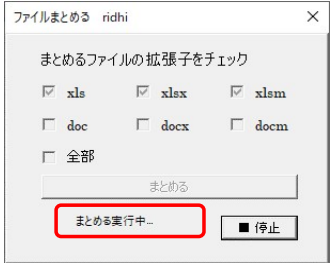 ファイルまとめる ridhi ×
まとめるファイルの拡張子をチェック
xls xlsx xlsm
doc docx docm
全部
まとめる
まとめる実行中...
■ 停止